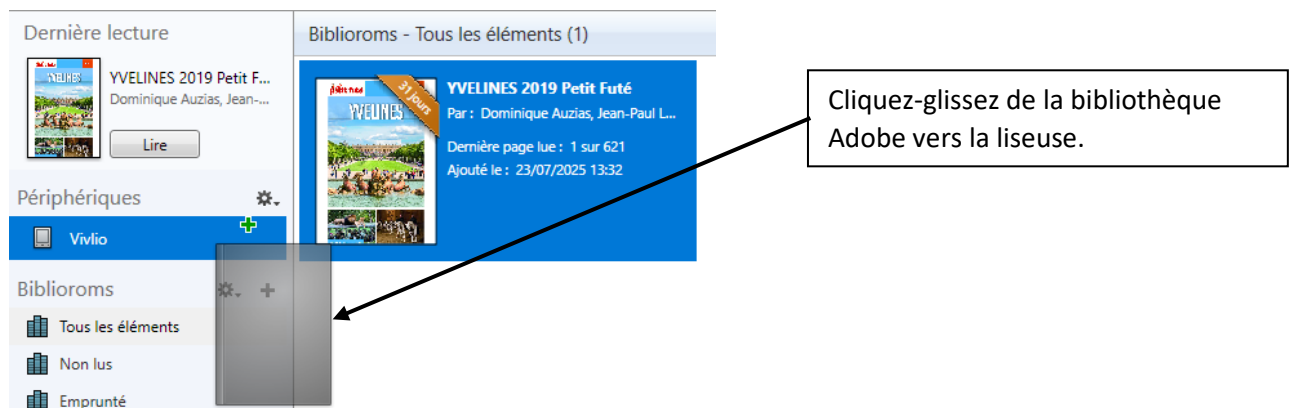 Dernière lecture
YVELINES
YVELINES 2019 Petit F...
Dominique Auzias, Jean-...
Lire
Périphériques
Vivlio
Biblioroms
Tous les éléments
Non lus
Emprunté
Biblioroms - Tous les éléments (1)
31 jours
YVELINES
YVELINES 2019 Petit Futé
Par : Dominique Auzias, Jean-Paul L...
Dernière page lue : 1 sur 621
Ajouté le : 23/07/2025 13:32
Cliquez-glissez de la bibliothèque
Adobe vers la liseuse.